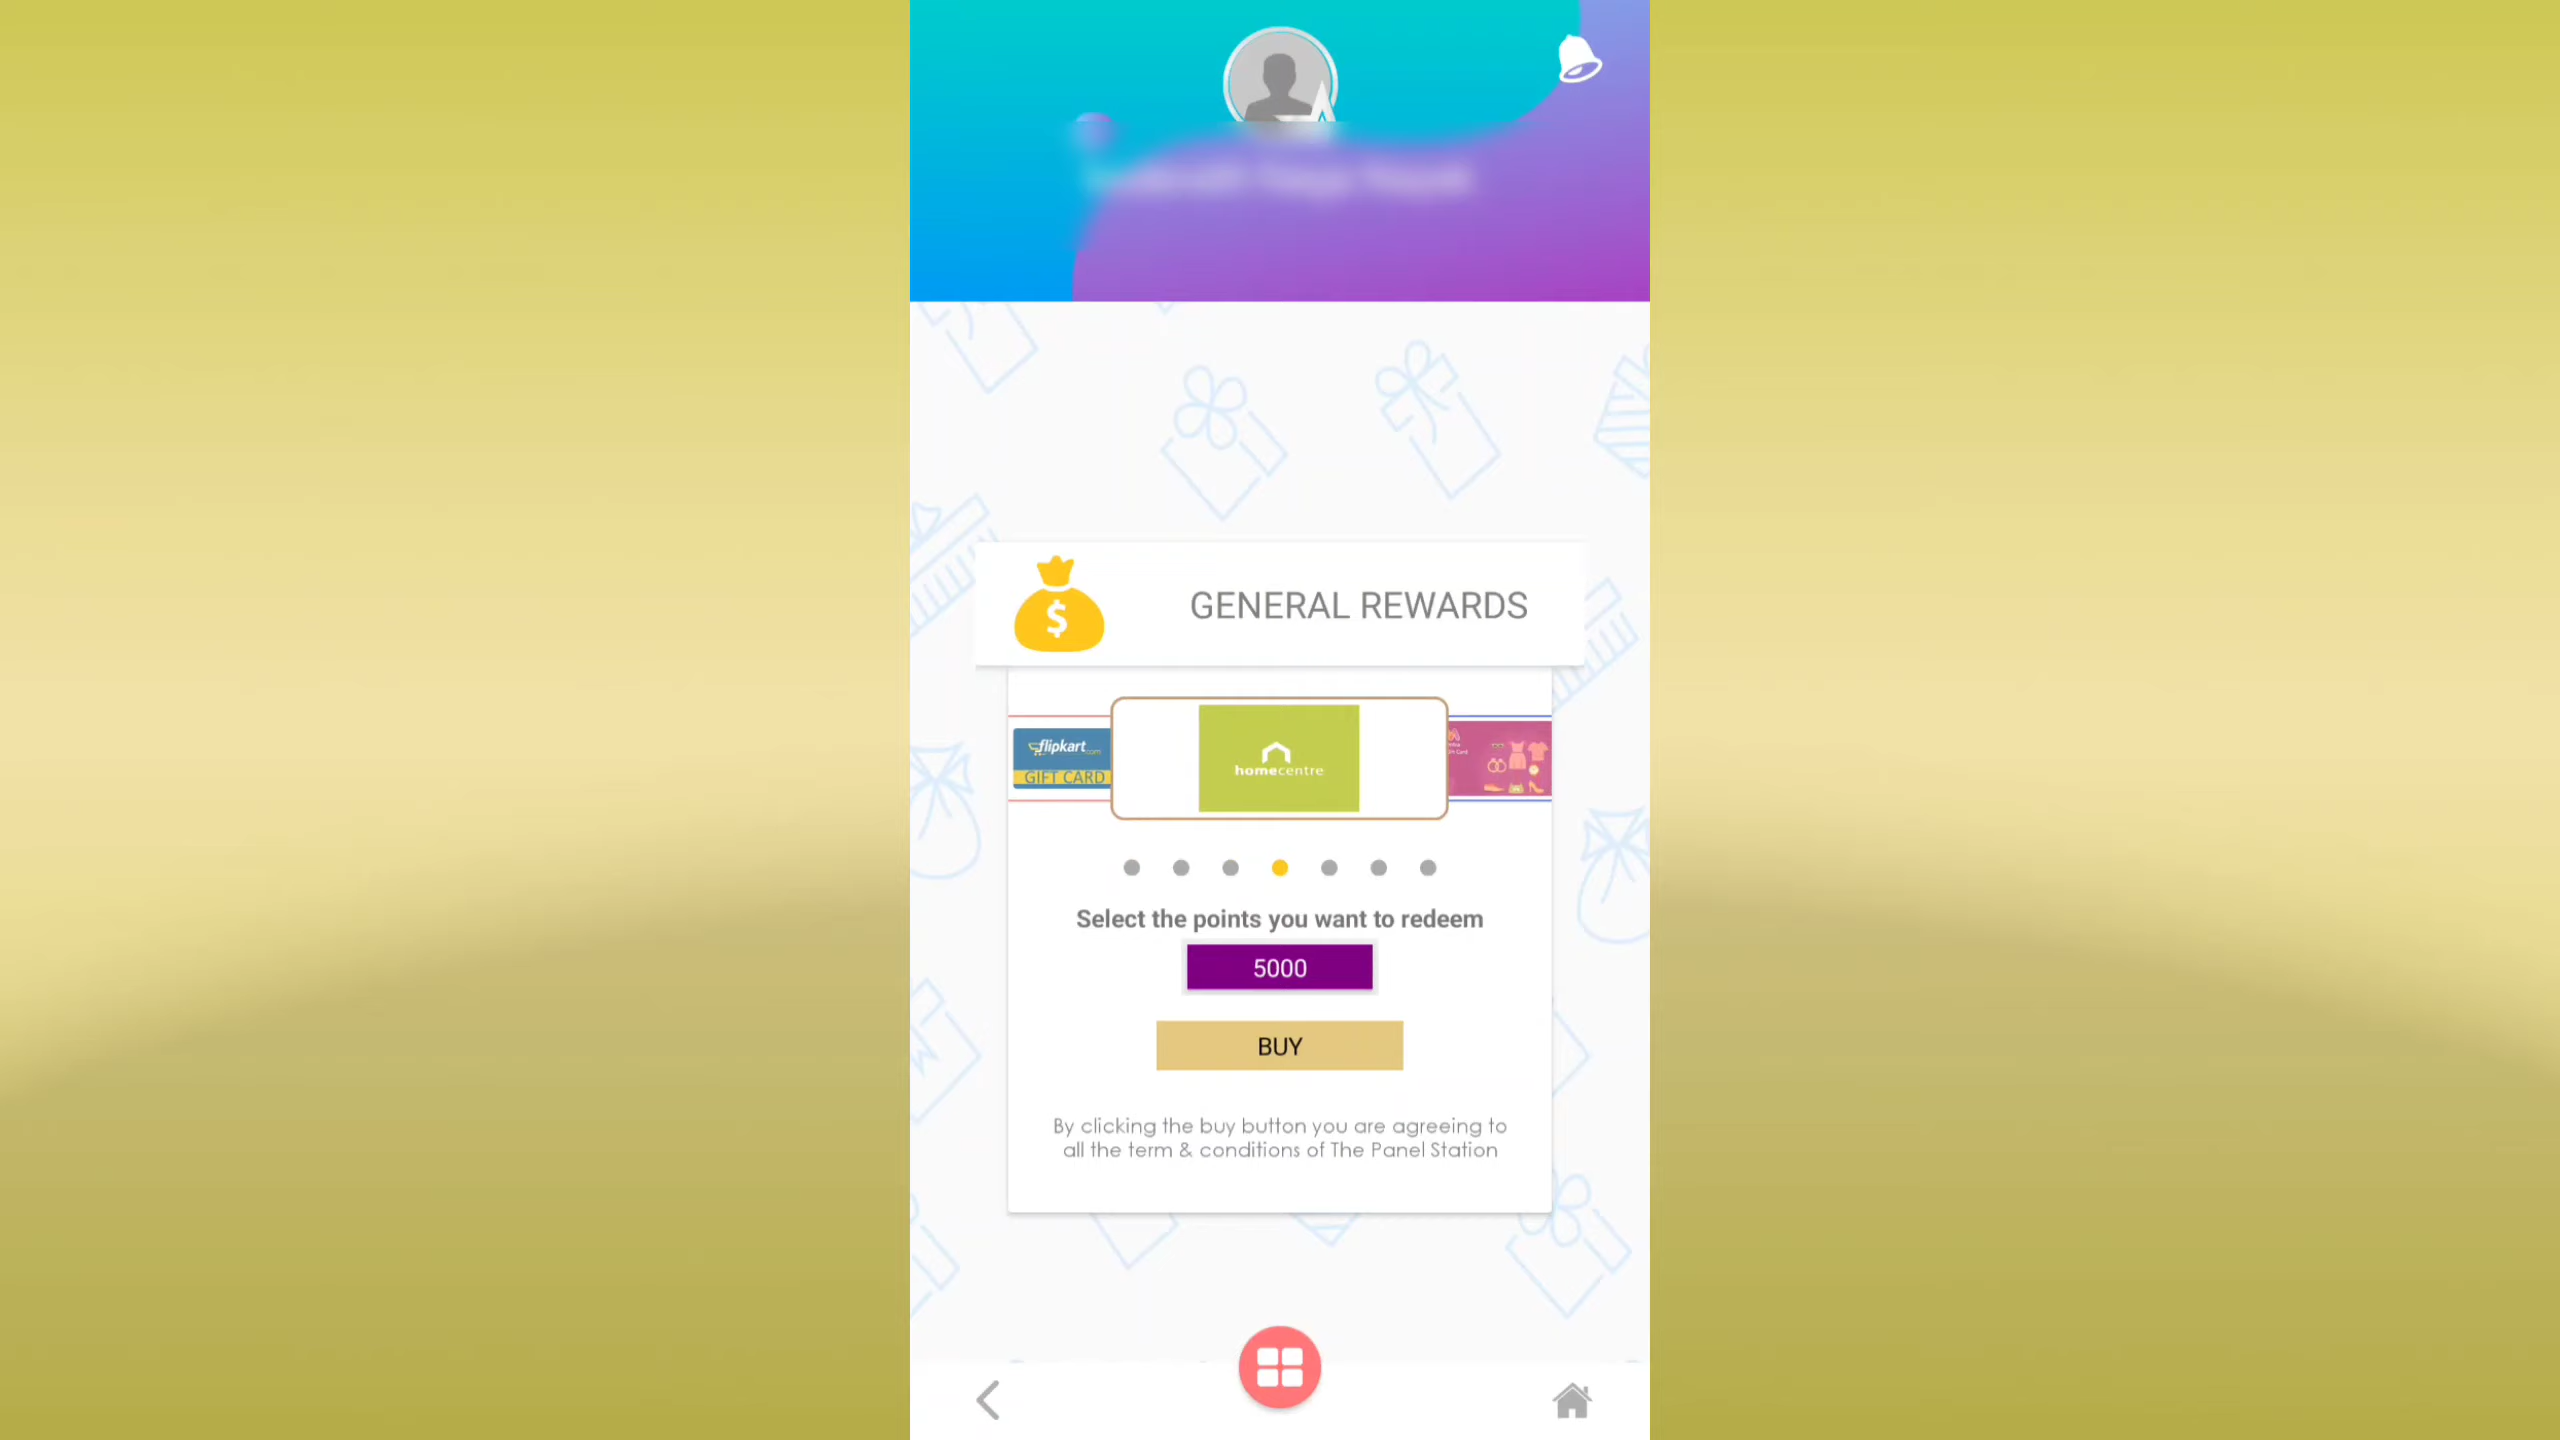 GENERAL REWARDS
flipkart.com
GIFT CARD
homecentre
Select the points you want to redeem
5000
BUY
By clicking the buy button you are agreeing to
all the term & conditions of The Panel Station